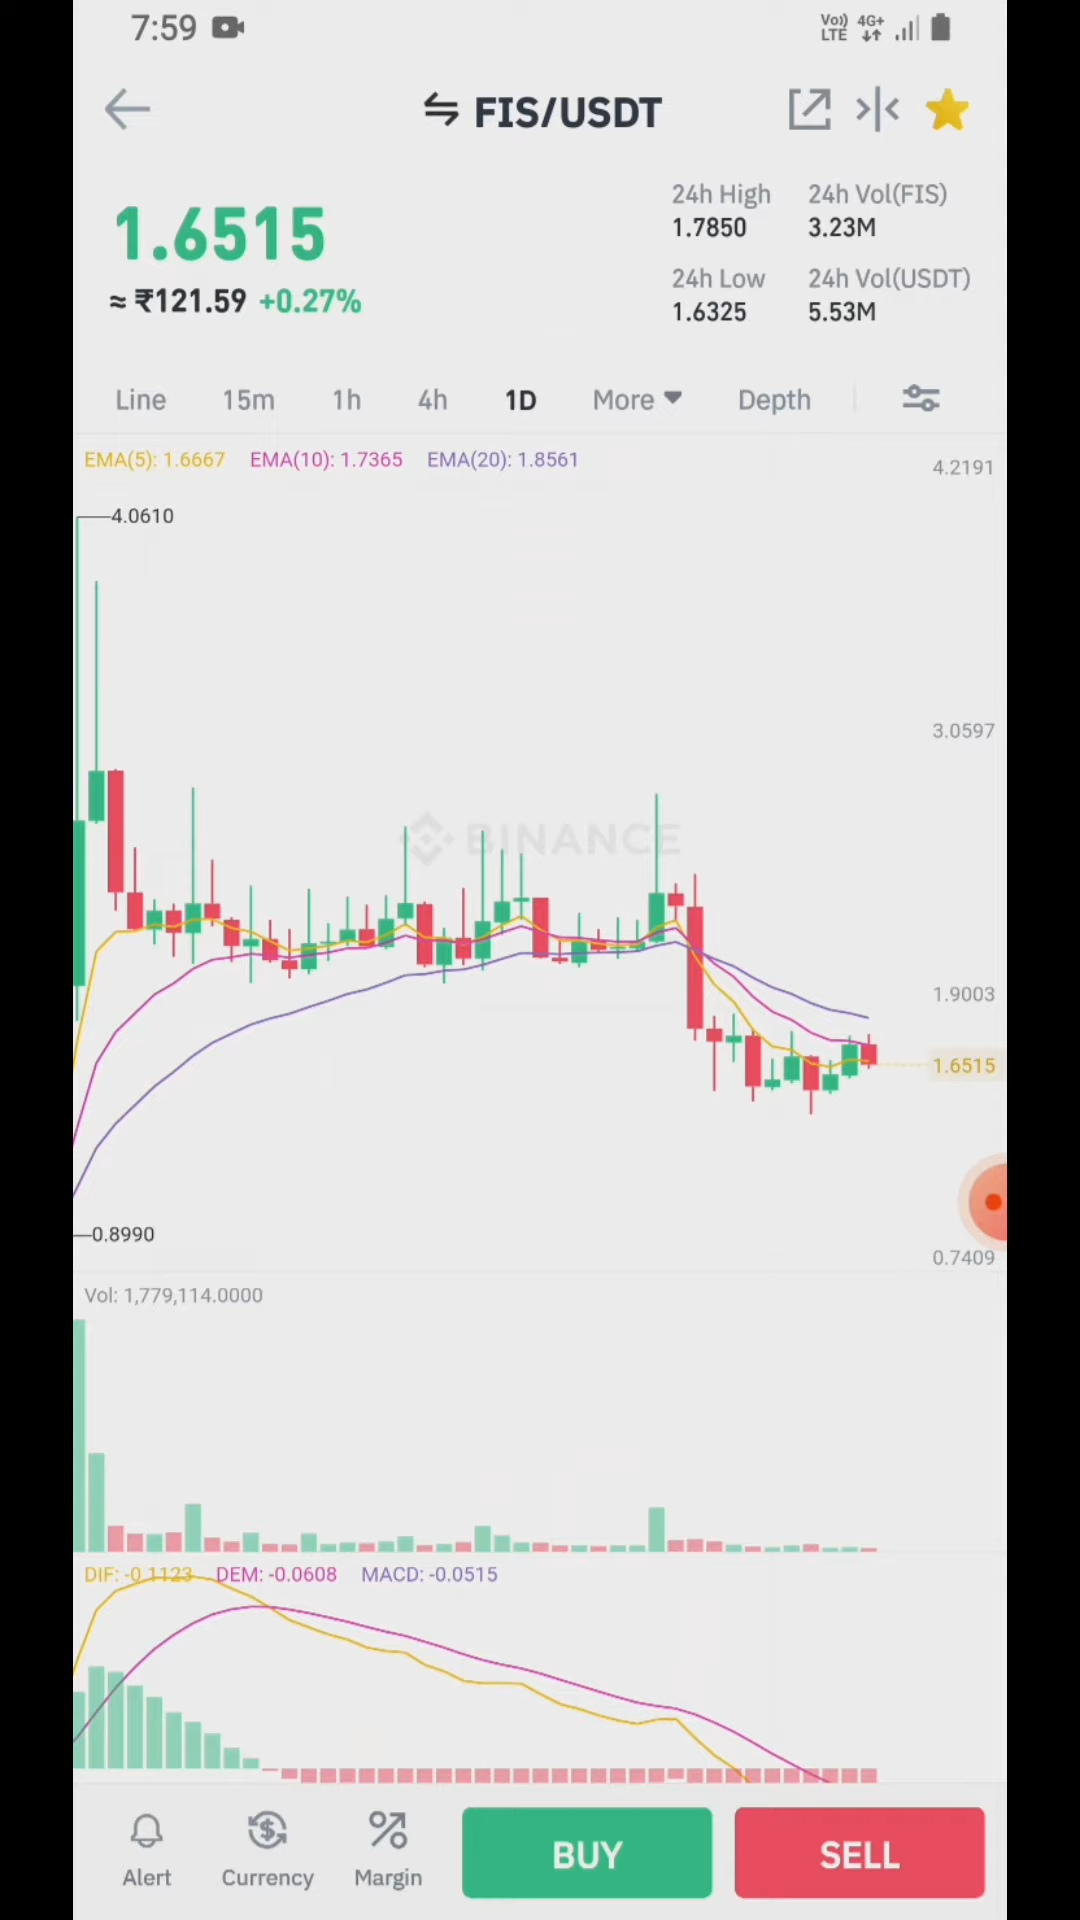 7:59
Vo)) LTE 4G+
FIS/USDT
1.6515
≈ ₹121.59 +0.27%
24h High 24h Vol(FIS)
1.7850 3.23M
24h Low 24h Vol(USDT)
1.6325 5.53M
Line 15m 1h 4h 1D More Depth
EMA(5): 1.6667 EMA(10): 1.7365 EMA(20): 1.8561
4.2191
4.0610
3.0597
BINANCE
1.9003
1.6515
0.8990
0.7409
Vol: 1,779,114.0000
DIF: -0.1123 DEM: -0.0608 MACD: -0.0515
Alert Currency Margin
BUY
SELL